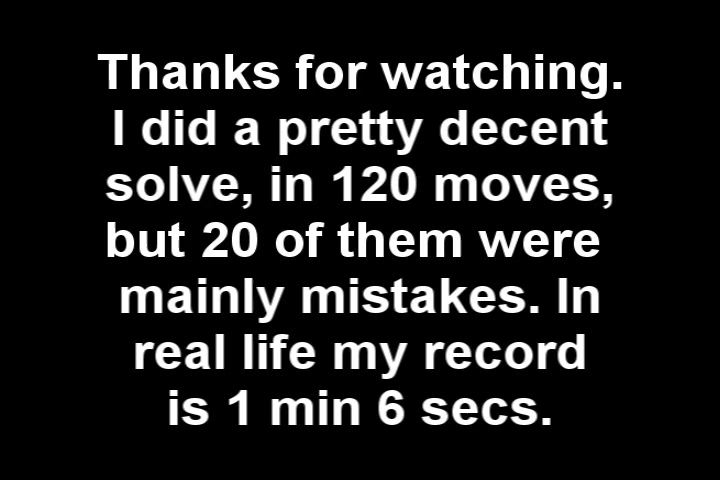 Thanks for watching.
I did a pretty decent
solve, in 120 moves,
but 20 of them were
mainly mistakes. In
real life my record
is 1 min 6 secs.